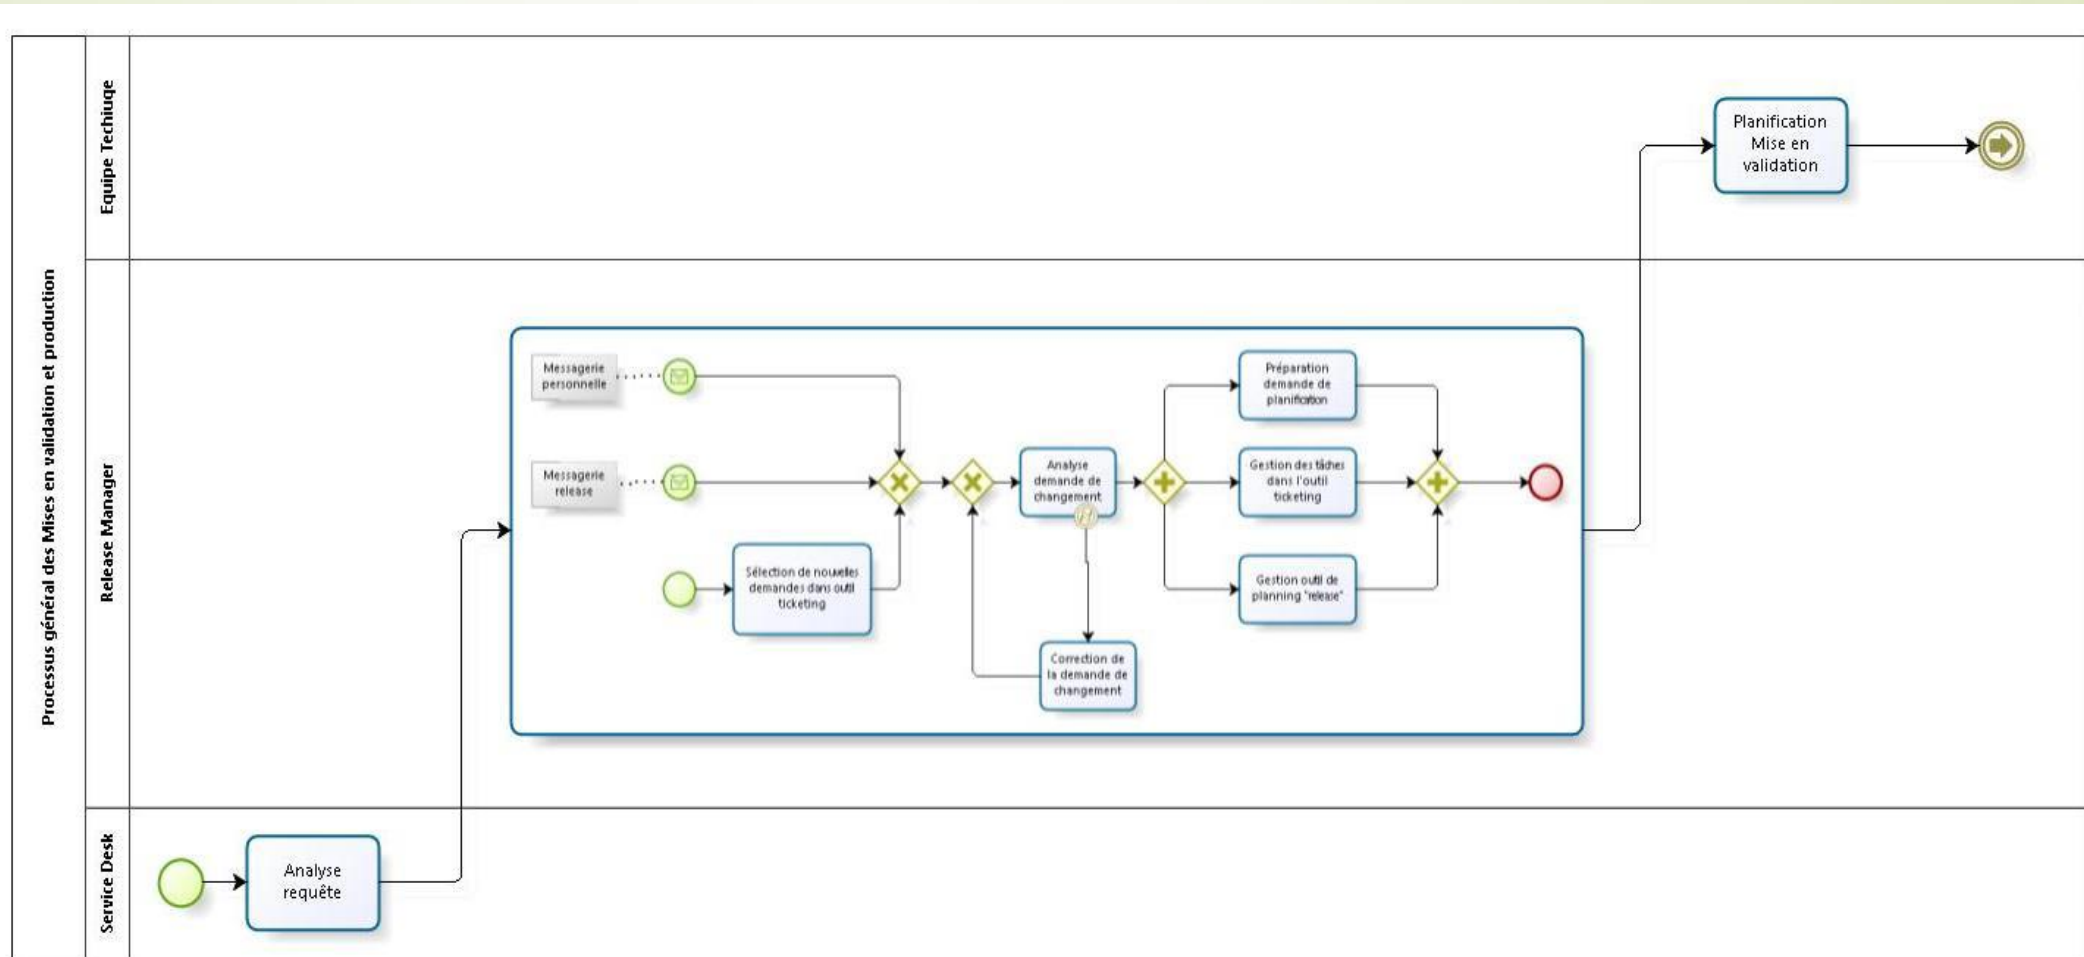 Processus général des Mises en validation et production
Equipe Techiuqe
Planification
Mise en
validation
Release Manager
Messagerie
personnelle
Messagerie
release
Sélection de nouvelles
demandes dans outil
ticketing
Analyse
demande de
changement
Correction de
la demande de
changement
Préparation
demande de
planification
Gestion des tâches
dans l'outil
ticketing
Gestion outil de
planning "release"
Service Desk
Analyse
requête